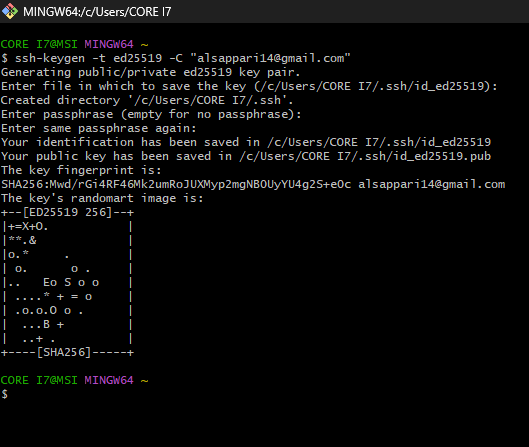 MINGW64:/c/Users/CORE I7
CORE I7@MSI MINGW64 ~
$ ssh-keygen -t ed25519 -C "alsappari14@gmail.com"
Generating public/private ed25519 key pair.
Enter file in which to save the key (/c/Users/CORE I7/.ssh/id_ed25519):
Created directory '/c/Users/CORE I7/.ssh'.
Enter passphrase (empty for no passphrase):
Enter same passphrase again:
Your identification has been saved in /c/Users/CORE I7/.ssh/id_ed25519
Your public key has been saved in /c/Users/CORE I7/.ssh/id_ed25519.pub
The key fingerprint is:
SHA256:Mwd/rGi4RF46Mk2umRoJUXMyp2mgNBOUyYU4g2S+eOc alsappari14@gmail.com
The key's randomart image is:
+--[ED25519 256]--+
|+=X+O.           |
|**.&             |
|o.*     .        |
| o.      o .     |
|..   Eo S o o    |
| ....* + = o     |
| .o.o.O o .      |
|  ...B +         |
|  ..+ .          |
+----[SHA256]-----+
CORE I7@MSI MINGW64 ~
$